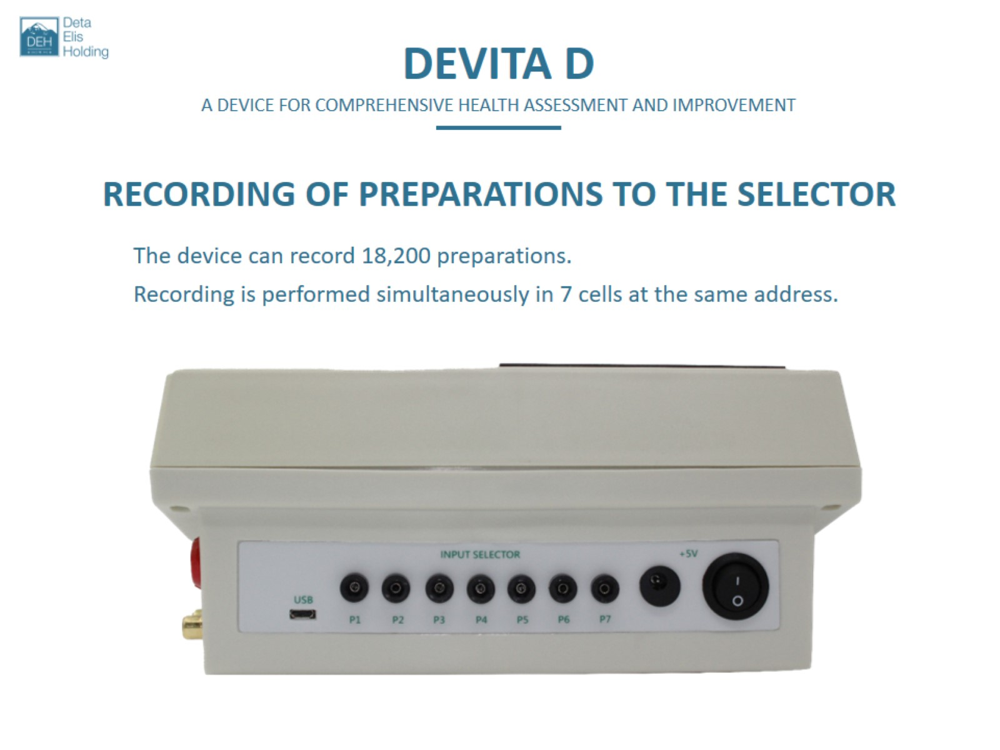 Deta
Elis
Holding
DEH
DEVITA D
A DEVICE FOR COMPREHENSIVE HEALTH ASSESSMENT AND IMPROVEMENT
RECORDING OF PREPARATIONS TO THE SELECTOR
The device can record 18,200 preparations.
Recording is performed simultaneously in 7 cells at the same address.
INPUT SELECTOR
+5V
USB
P1 P2 P3 P4 P5 P6 P7
I
O